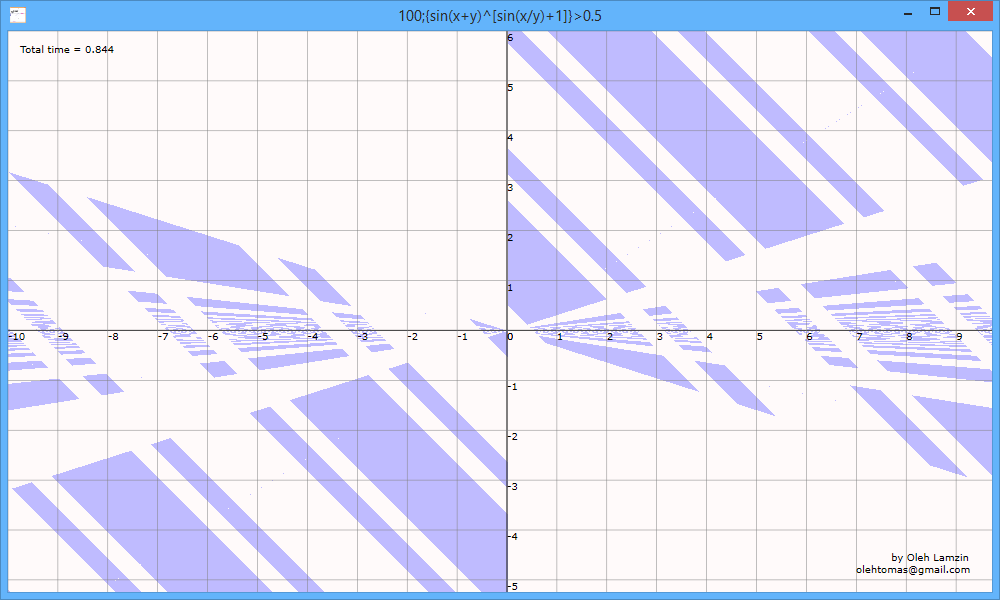 100;{sin(x+y)^[sin(x/y)+1]}>0.5
Total time = 0.844
6
5
4
3
2
1
-10 -9 -8 -7 -6 -5 -4 -3 -2 -1 0 1 2 3 4 5 6 7 8 9
-1
-2
-3
-4
-5
by Oleh Lamzin
olehtomas@gmail.com